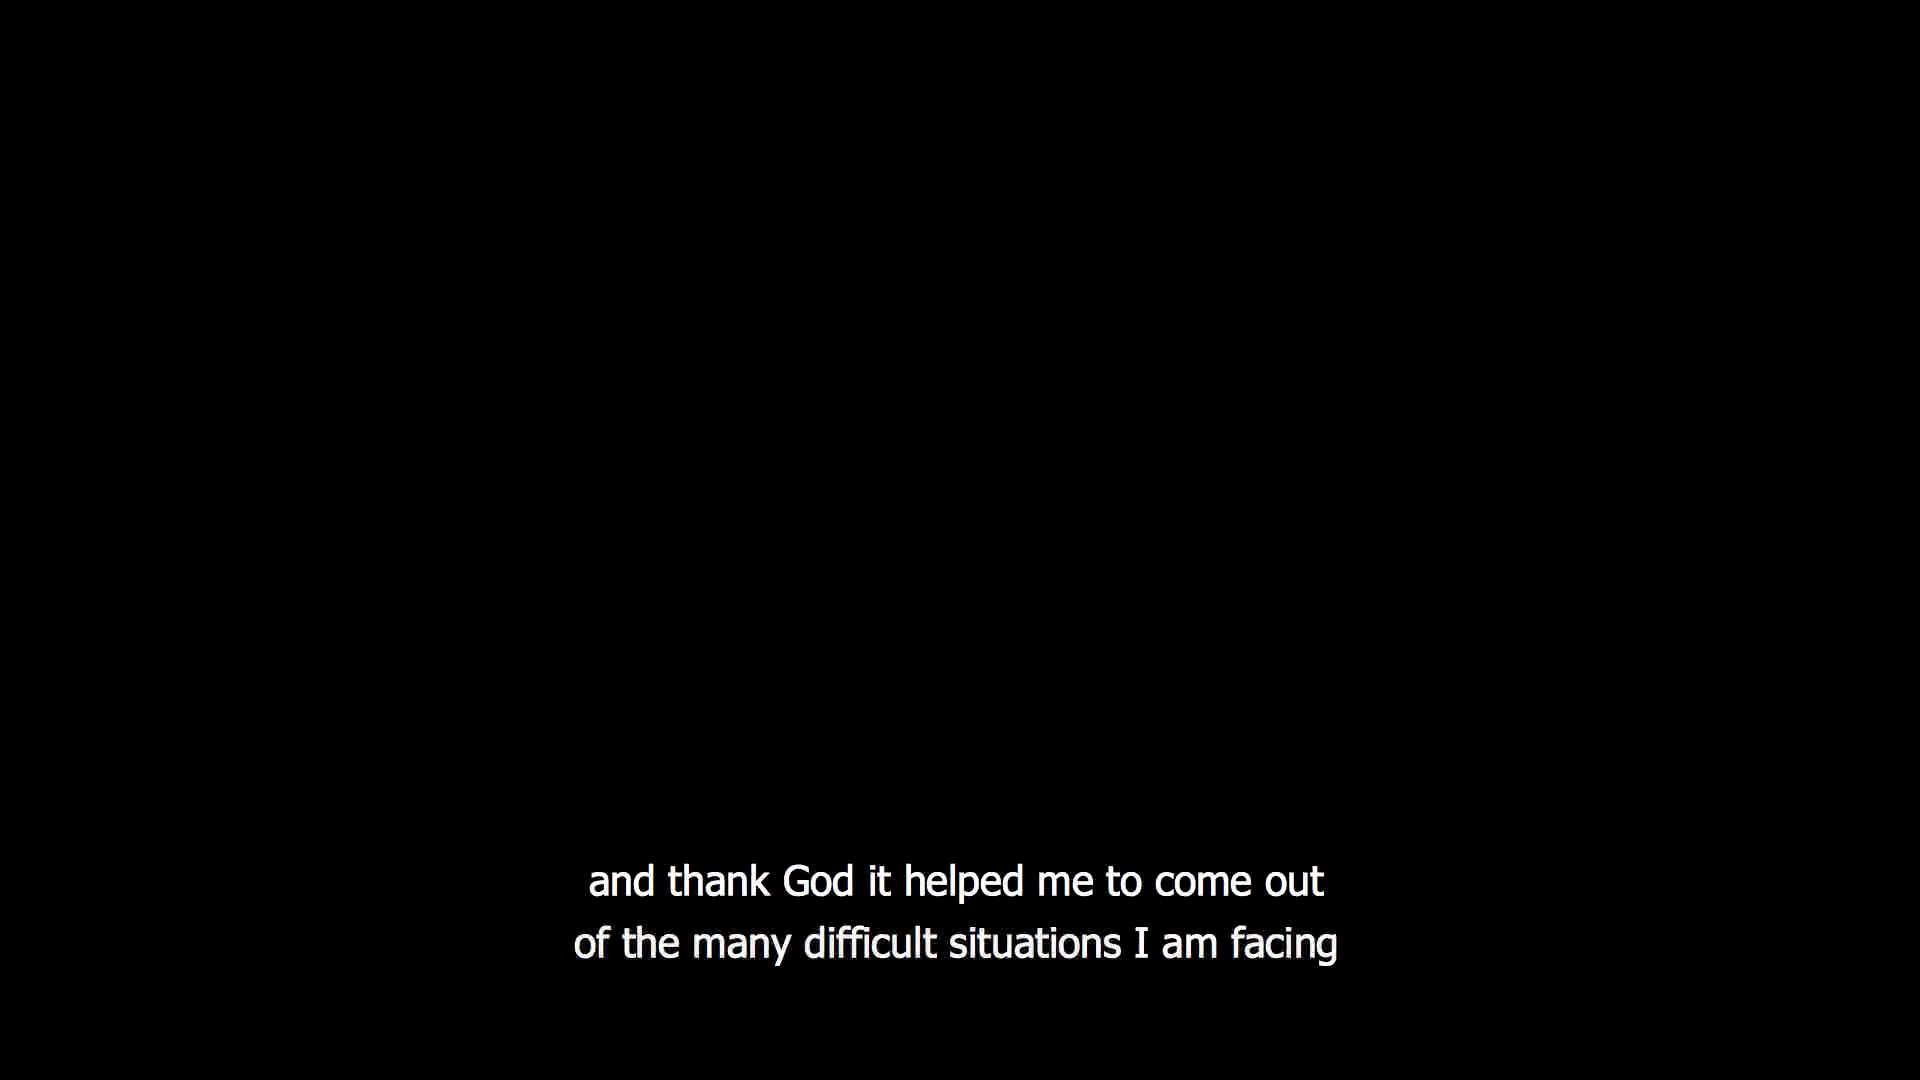 and thank God it helped me to come out
of the many difficult situations I am facing